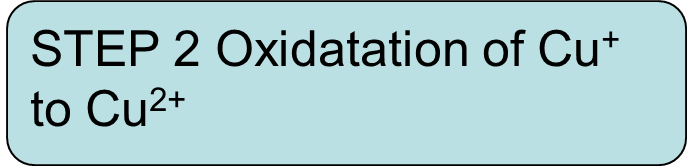 STEP 2 Oxidatation of Cu⁺
to Cu²⁺